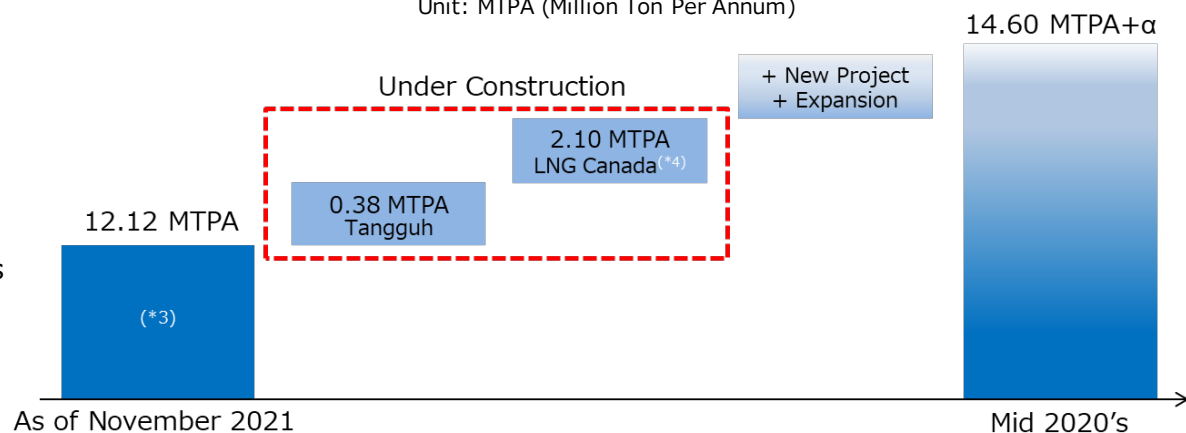 Unit: MTPA (Million Ton Per Annum)
14.60 MTPA+α
+ New Project
+ Expansion
Under Construction
2.10 MTPA
LNG Canada(*4)
0.38 MTPA
Tangguh
12.12 MTPA
s
(*3)
As of November 2021
Mid 2020's